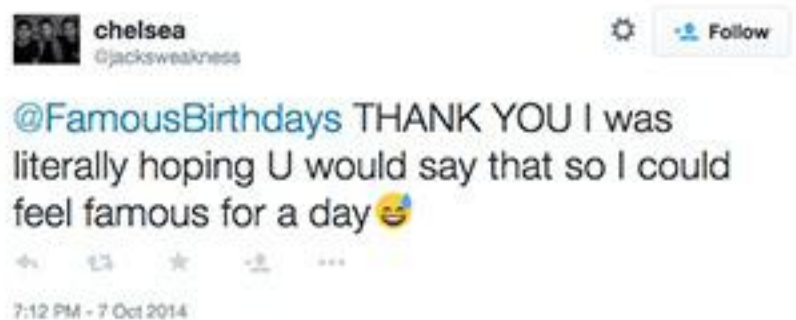 chelsea
@jacksweakness
Follow
@FamousBirthdays THANK YOU I was
literally hoping U would say that so I could
feel famous for a day😅
7:12 PM - 7 Oct 2014